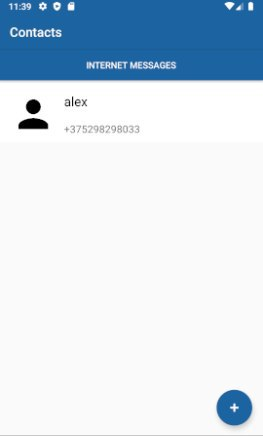 11:39
Contacts
INTERNET MESSAGES
alex
+375298298033